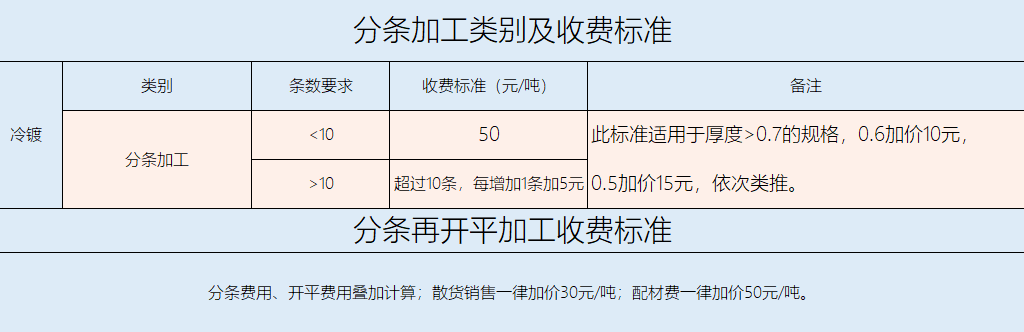 分条加工类别及收费标准
类别 条数要求 收费标准（元/吨） 备注
冷镀
分条加工
<10 50 此标准适用于厚度>0.7的规格，0.6加价10元，
>10 超过10条，每增加1条加5元 0.5加价15元，依次类推。
分条再开平加工收费标准
分条费用、开平费用叠加计算；散货销售一律加价30元/吨；配材费一律加价50元/吨。